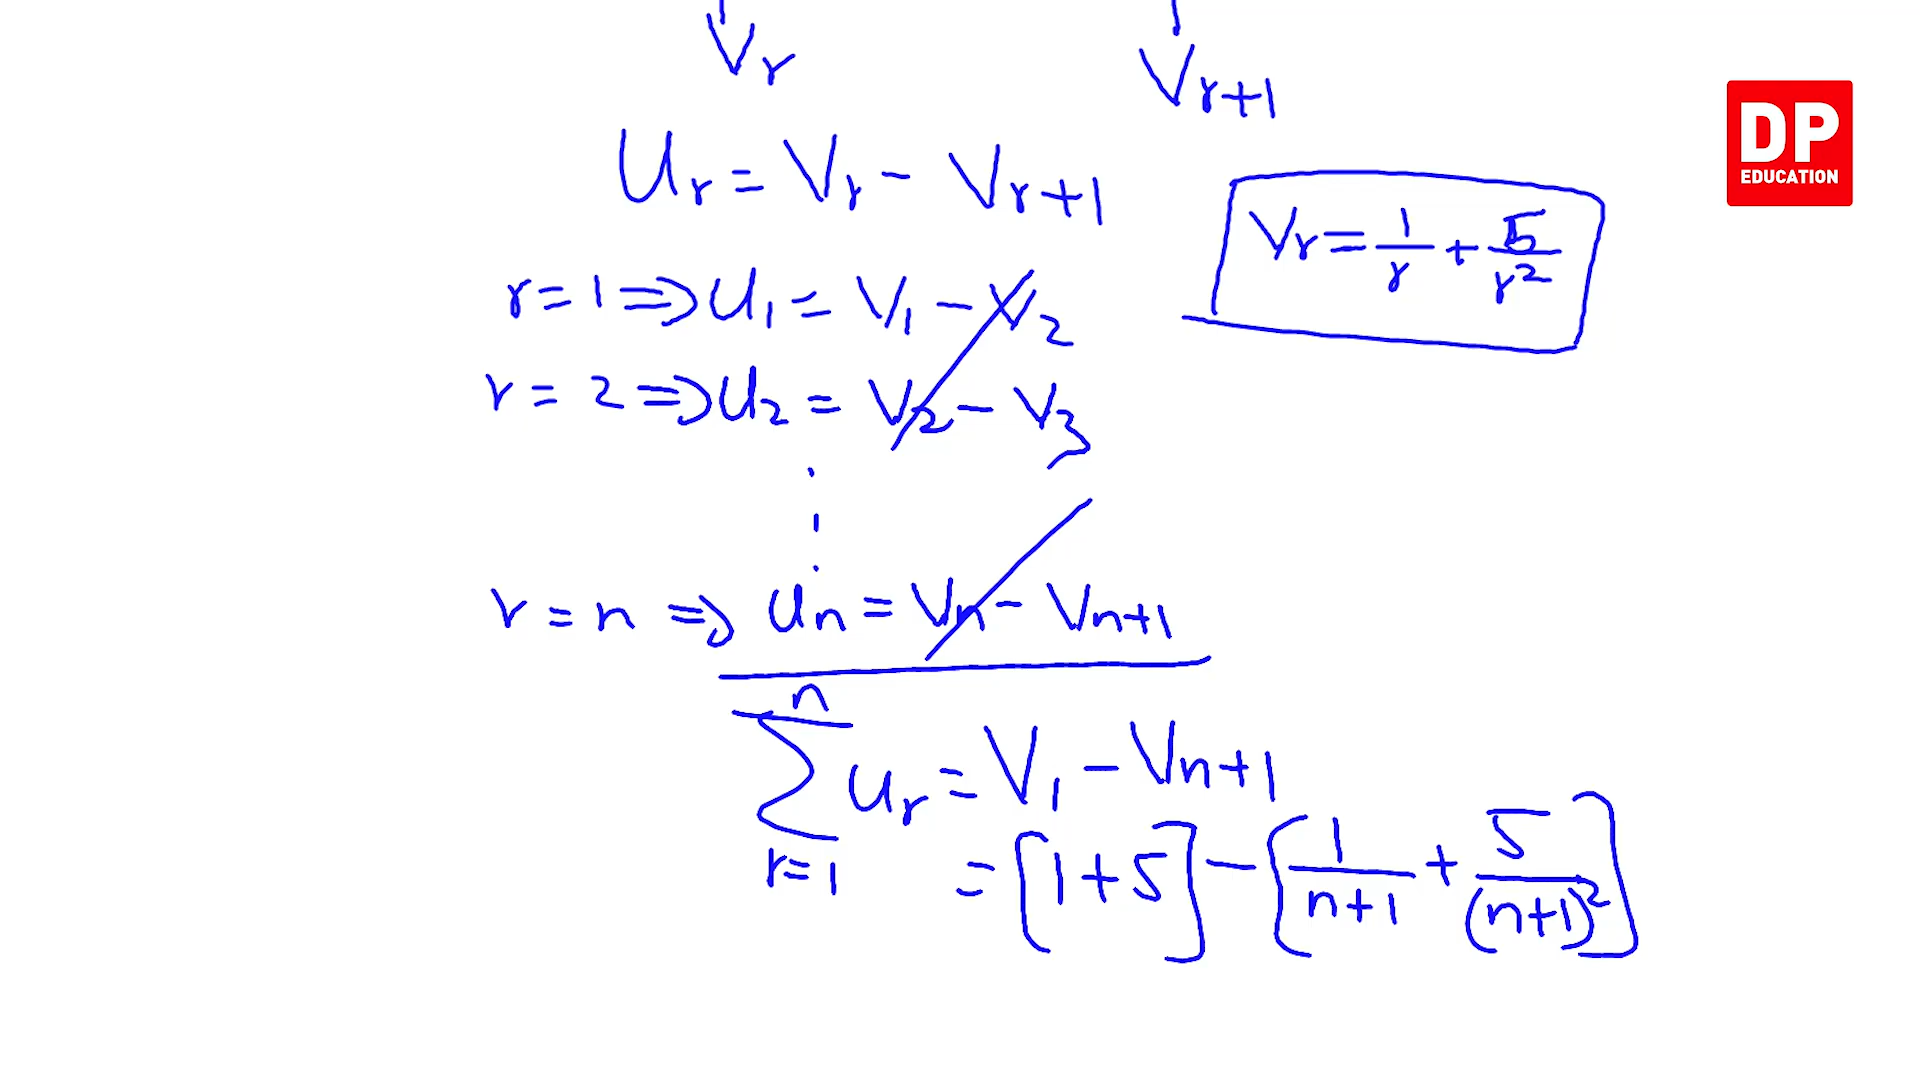 Vr Vr+1
DP
EDUCATION
Ur = Vr - Vr+1
Vr = 1/r + 5/r²
r = 1 => U1 = V1 - V2
r = 2 => U2 = V2 - V3
r = n => Un = Vn - Vn+1
n
∑ Ur = V1 - Vn+1
r=1
= [1+5] - [1/(n+1) + 5/(n+1)²]